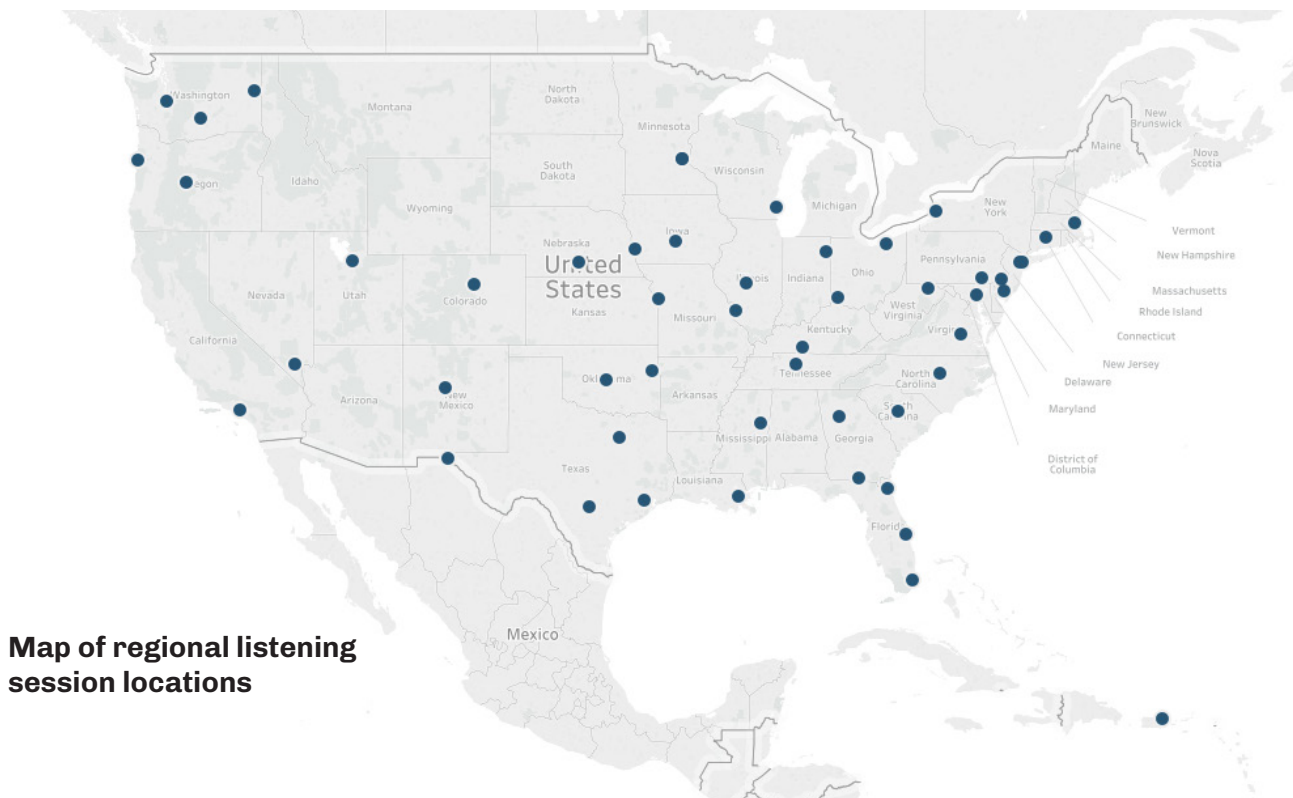 Washington
Montana
North
Dakota
Minnesota
New
Brunswick
Maine
Nova
Scotia
South
Dakota
Wisconsin
Michigan
egon
Idaho
Wyoming
New
York
Vermont
New Hampshire
Massachusetts
Rhode Island
Connecticut
New Jersey
Delaware
Maryland
District of
Columbia
Iowa
Nebraska
United
States
Nevada
Utah
Colorado
Kansas
Missouri
Illinois
Indiana
Ohio
Pennsylvania
West
Virginia
Virginia
Kentucky
California
Arizona
New
Mexico
Oklahoma
Arkansas
Tennessee
North
Carolina
South
Carolina
Mississippi
Alabama
Georgia
Texas
Louisiana
Florida
Mexico
Map of regional listening
session locations